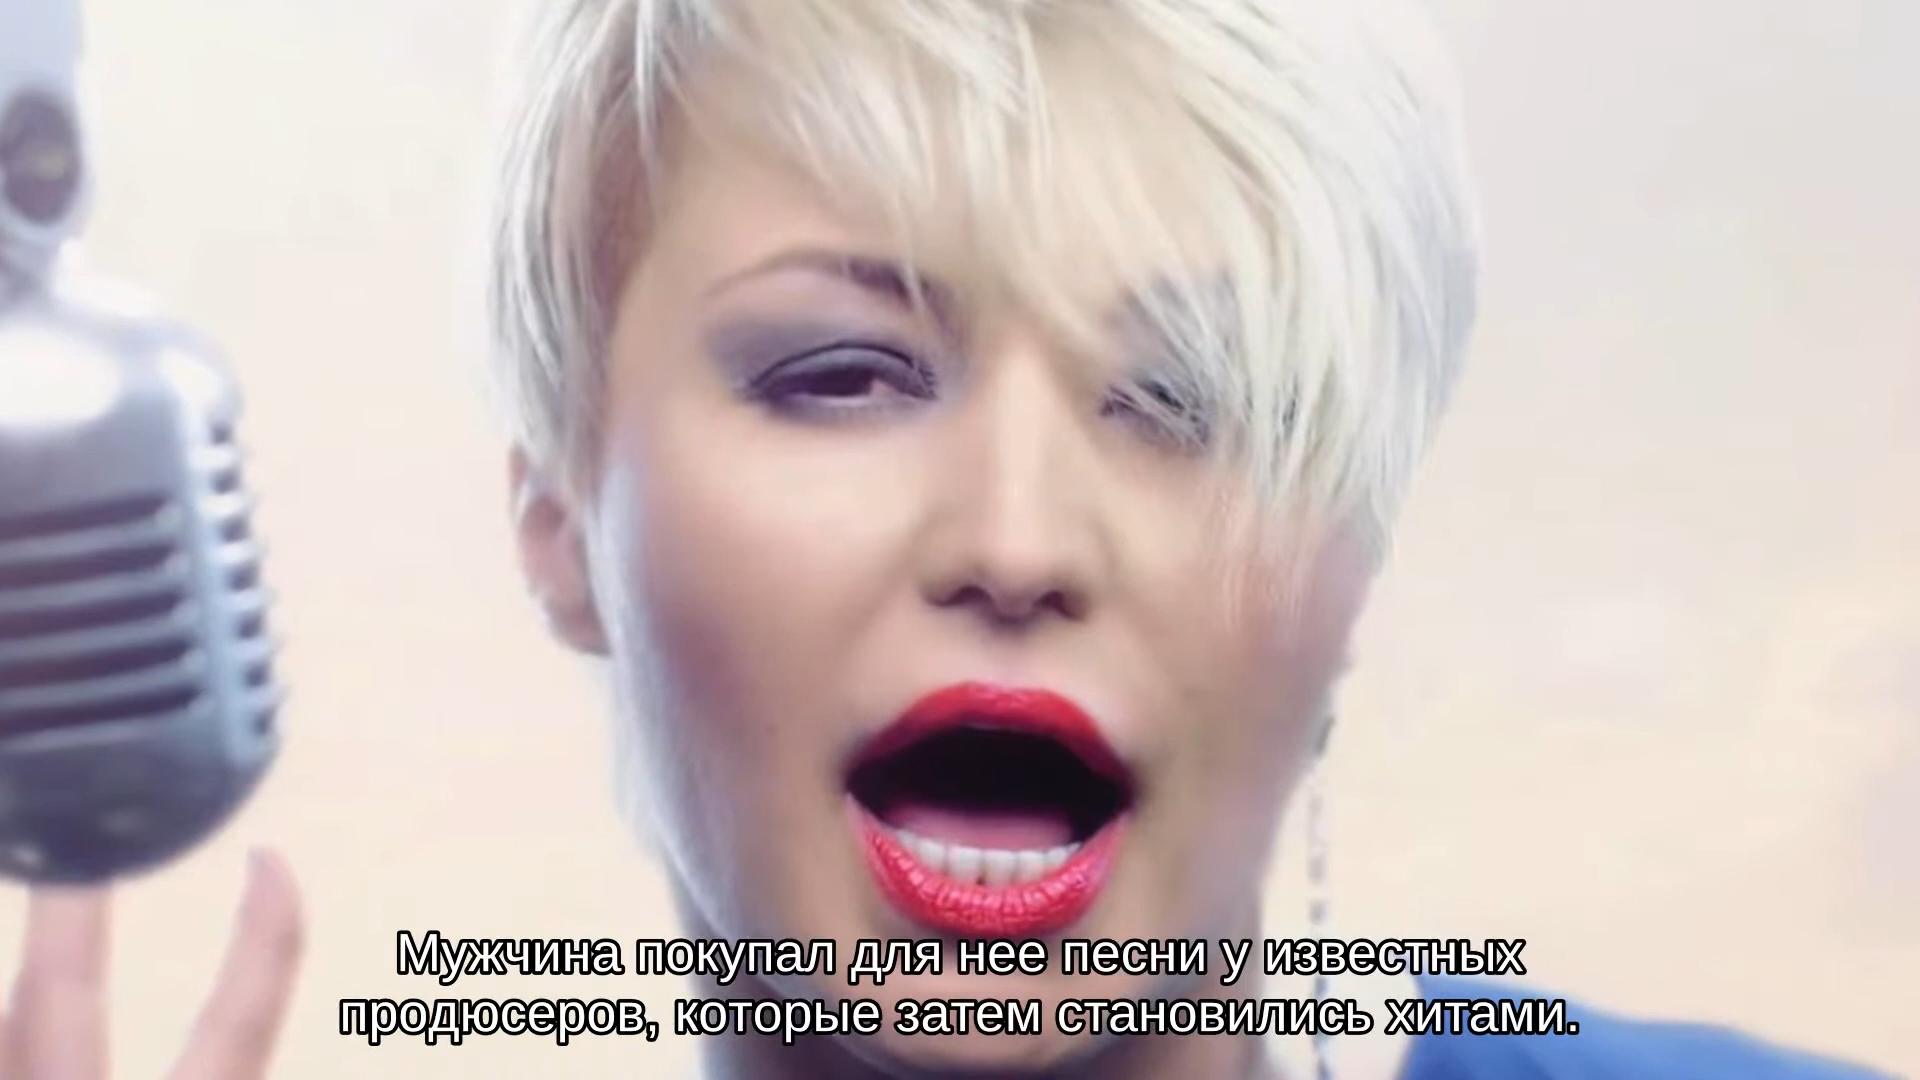 Мужчина покупал для нее песни у известных
продюсеров, которые затем становились хитами.